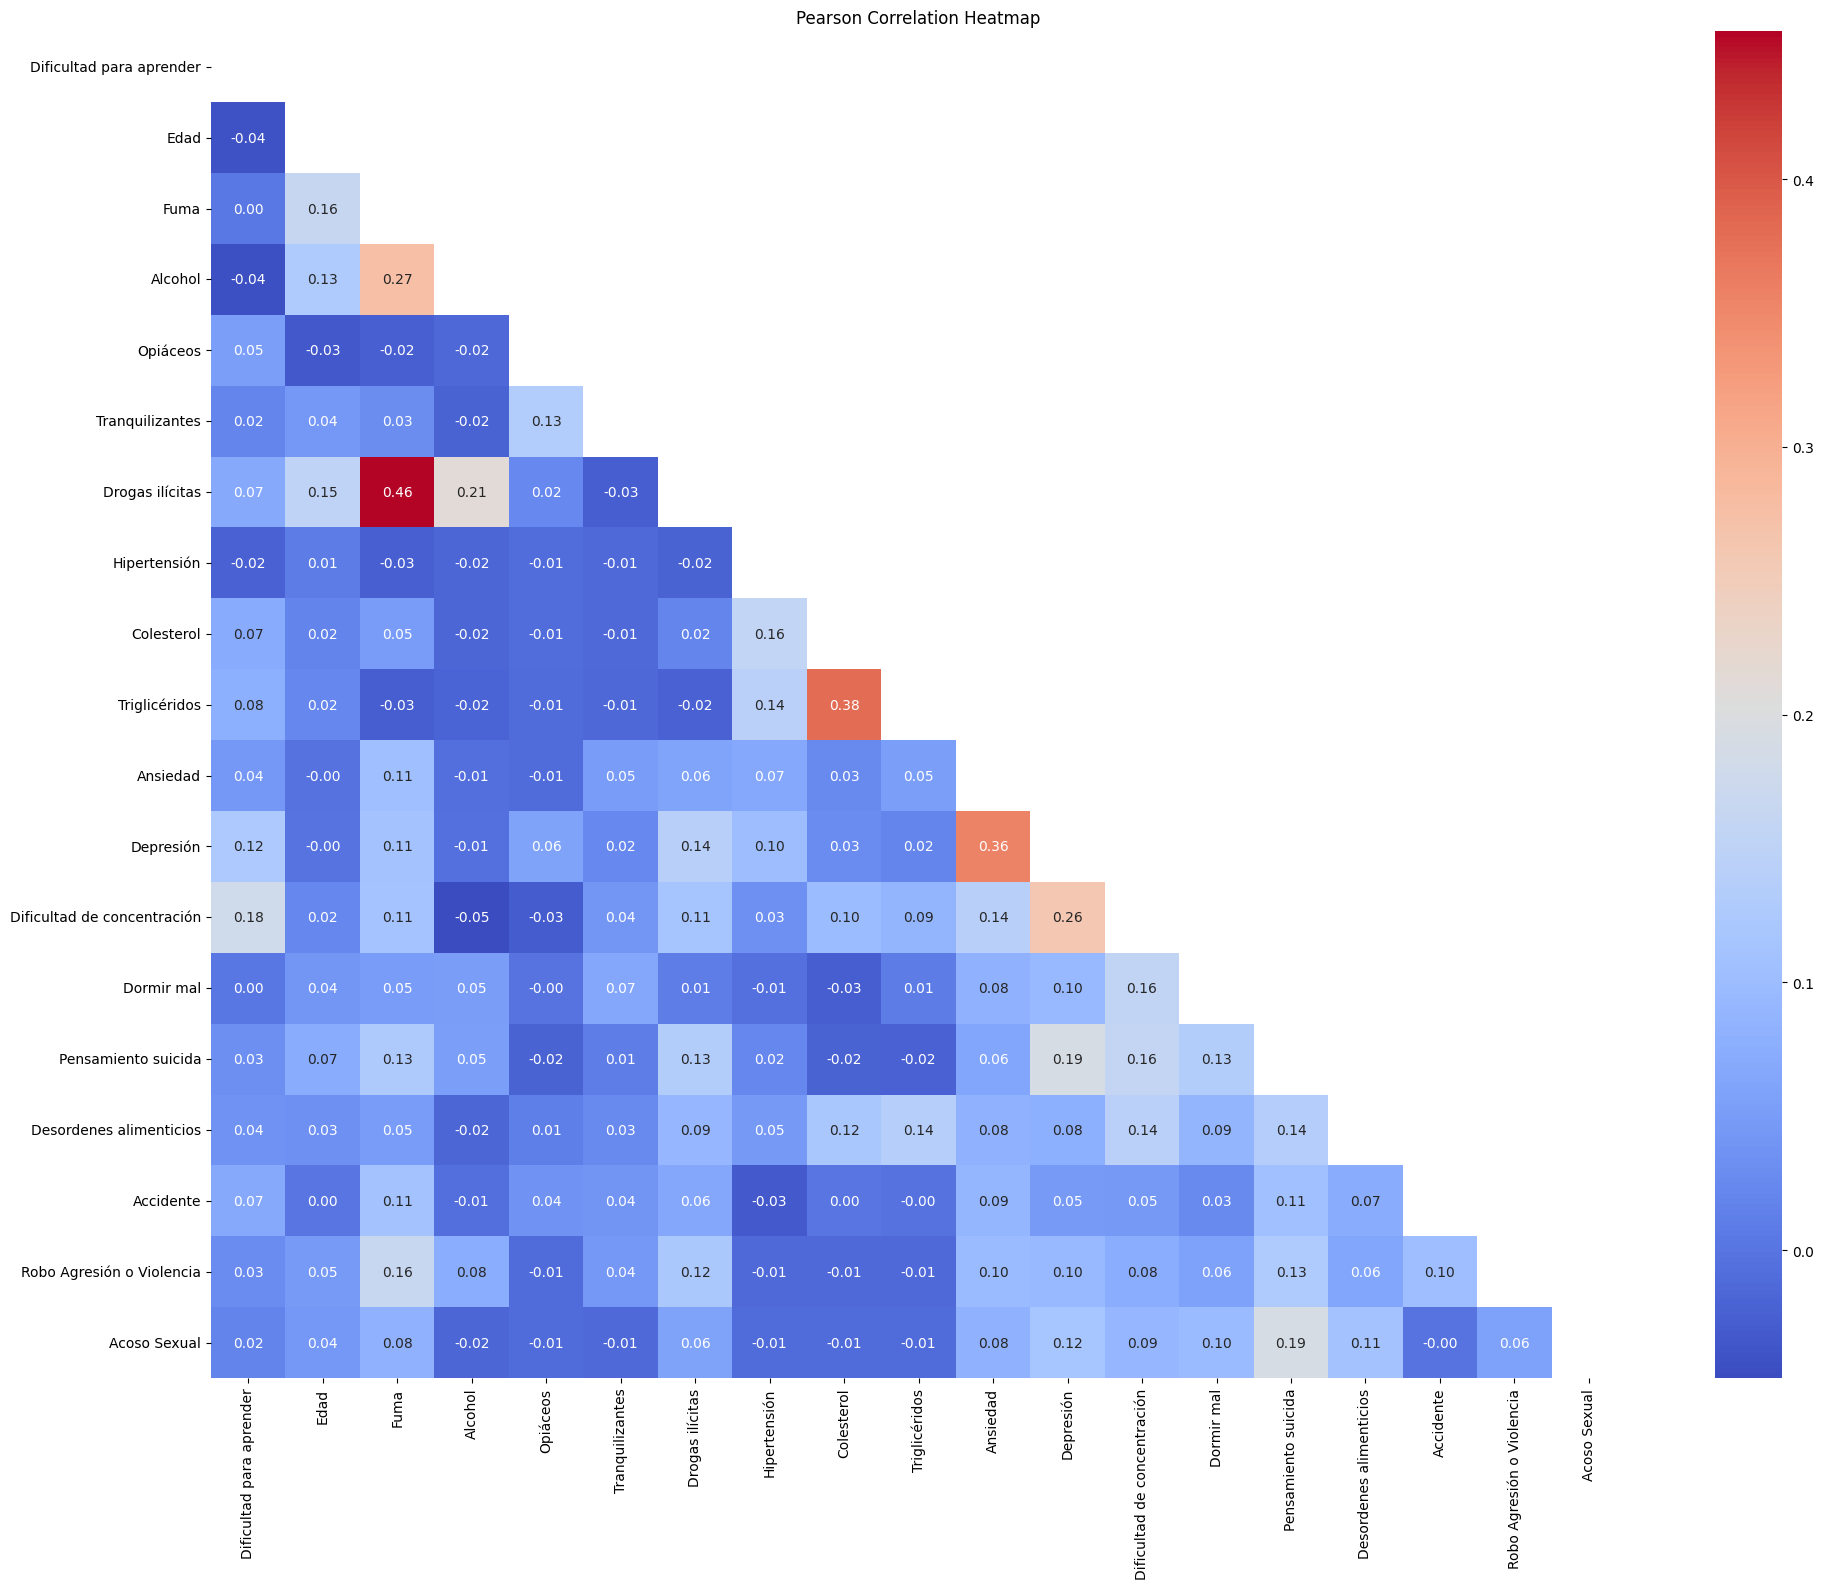 Pearson Correlation Heatmap
Dificultad para aprender
Edad -0.04
Fuma 0.00 0.16
Alcohol -0.04 0.13 0.27
Opiáceos 0.05 -0.03 -0.02 -0.02
Tranquilizantes 0.02 0.04 0.03 -0.02 0.13
Drogas ilícitas 0.07 0.15 0.46 0.21 0.02 -0.03
Hipertensión -0.02 0.01 -0.03 -0.02 -0.01 -0.01 -0.02
Colesterol 0.07 0.02 0.05 -0.02 -0.01 -0.01 0.02 0.16
Triglicéridos 0.08 0.02 -0.03 -0.02 -0.01 -0.01 -0.02 0.14 0.38
Ansiedad 0.04 -0.00 0.11 -0.01 -0.01 0.05 0.06 0.07 0.03 0.05
Depresión 0.12 -0.00 0.11 -0.01 0.06 0.02 0.14 0.10 0.03 0.02 0.36
Dificultad de concentración 0.18 0.02 0.11 -0.05 -0.03 0.04 0.11 0.03 0.10 0.09 0.14 0.26
Dormir mal 0.00 0.04 0.05 0.05 -0.00 0.07 0.01 -0.01 -0.03 0.01 0.08 0.10 0.16
Pensamiento suicida 0.03 0.07 0.13 0.05 -0.02 0.01 0.13 0.02 -0.02 -0.02 0.06 0.19 0.16 0.13
Desordenes alimenticios 0.04 0.03 0.05 -0.02 0.01 0.03 0.09 0.05 0.12 0.14 0.08 0.08 0.14 0.09 0.14
Accidente 0.07 0.00 0.11 -0.01 0.04 0.04 0.06 -0.03 0.00 -0.00 0.09 0.05 0.05 0.03 0.11 0.07
Robo Agresión o Violencia 0.03 0.05 0.16 0.08 -0.01 0.04 0.12 -0.01 -0.01 -0.01 0.10 0.10 0.08 0.06 0.13 0.06 0.10
Acoso Sexual 0.02 0.04 0.08 -0.02 -0.01 -0.01 0.06 -0.01 -0.01 -0.01 0.08 0.12 0.09 0.10 0.19 0.11 -0.00 0.06
Dificultad para aprender
Edad
Fuma
Alcohol
Opiáceos
Tranquilizantes
Drogas ilícitas
Hipertensión
Colesterol
Triglicéridos
Ansiedad
Depresión
Dificultad de concentración
Dormir mal
Pensamiento suicida
Desordenes alimenticios
Accidente
Robo Agresión o Violencia
Acoso Sexual
0.4
0.3
0.2
0.1
0.0